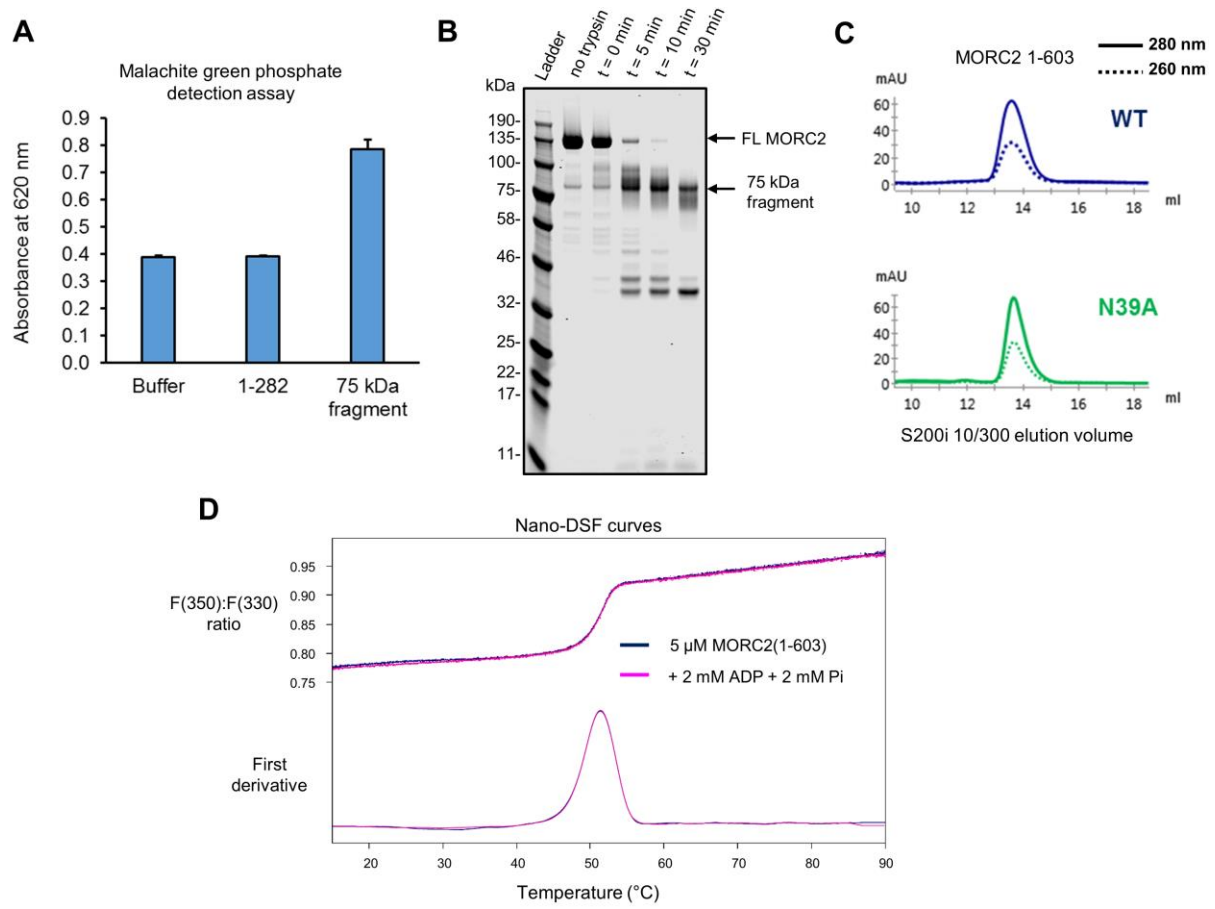 A
Malachite green phosphate
detection assay
Absorbance at 620 nm
0.9
0.8
0.7
0.6
0.5
0.4
0.3
0.2
0.1
0.0
Buffer
1-282
75 kDa
fragment
B
Ladder
no trypsin
t = 0 min
t = 5 min
t = 10 min
t = 30 min
kDa
190-
135-
100-
75-
58-
46-
32-
25-
22-
17-
11-
FL MORC2
75 kDa
fragment
C
MORC2 1-603
280 nm
260 nm
mAU
60
40
20
0
WT
10 12 14 16 18 ml
mAU
60
40
20
0
N39A
10 12 14 16 18 ml
S200i 10/300 elution volume
D
Nano-DSF curves
F(350):F(330)
ratio
0.95
0.90
0.85
0.80
0.75
5 µM MORC2(1-603)
+ 2 mM ADP + 2 mM Pi
First
derivative
20 30 40 50 60 70 80 90
Temperature (°C)